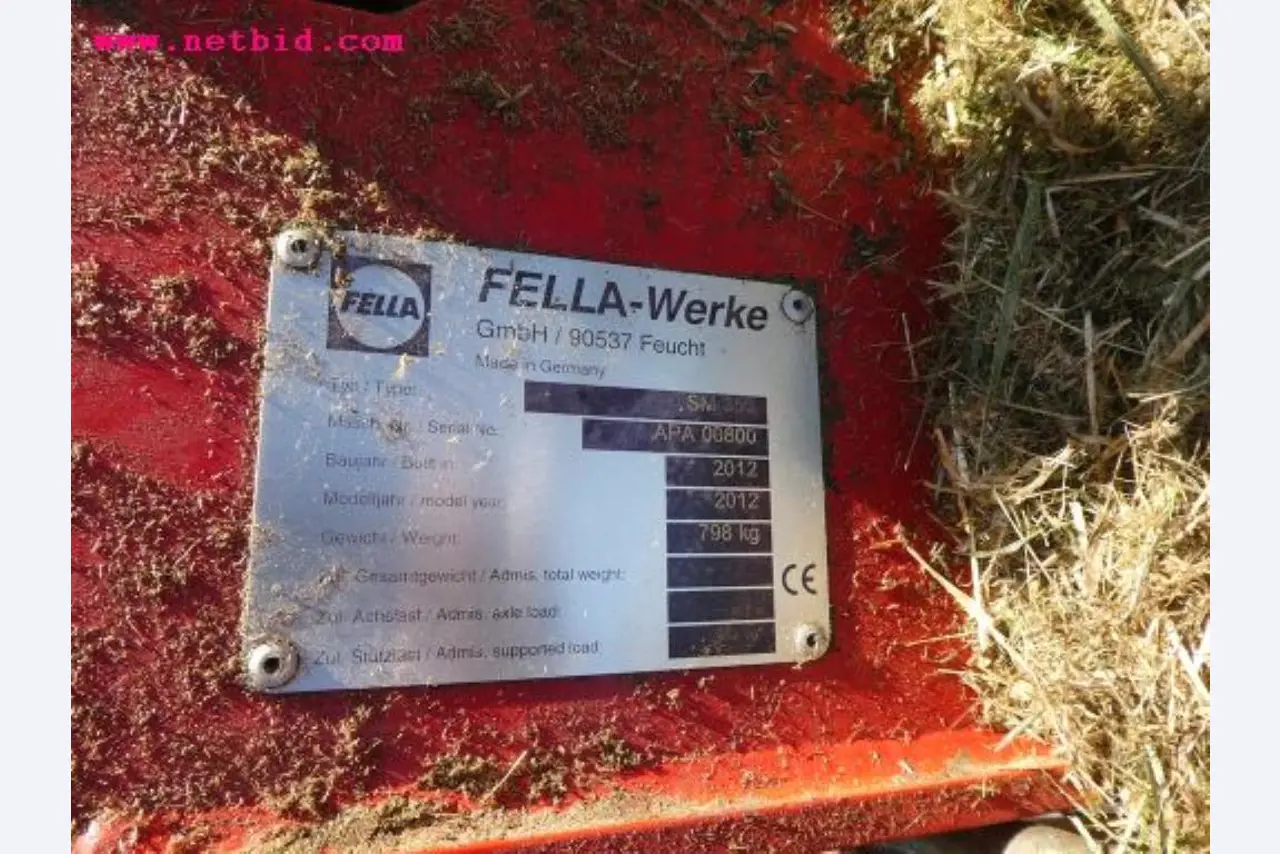 www.netbid.com
FELLA
FELLA-Werke
GmbH / 90537 Feucht
Made in Germany
Typ / Type: SM
Masch. Nr. / Serial No.: APA 00800
Baujahr / Built in: 2012
Modelljahr / model year: 2012
Gewicht / Weight: 798 kg
Zul. Gesamtgewicht / Admis. total weight:
Zul. Achslast / Admis. axle load:
Zul. Stützlast / Admis. supported load:
CE